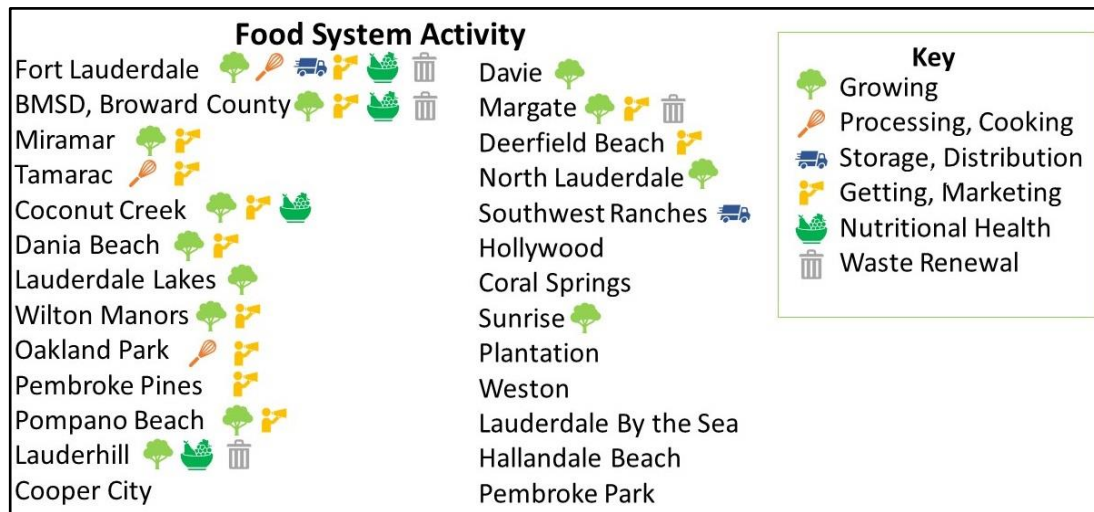 Food System Activity
Fort Lauderdale
BMSD, Broward County
Miramar
Tamarac
Coconut Creek
Dania Beach
Lauderdale Lakes
Wilton Manors
Oakland Park
Pembroke Pines
Pompano Beach
Lauderhill
Cooper City
Davie
Margate
Deerfield Beach
North Lauderdale
Southwest Ranches
Hollywood
Coral Springs
Sunrise
Plantation
Weston
Lauderdale By the Sea
Hallandale Beach
Pembroke Park
Key
Growing
Processing, Cooking
Storage, Distribution
Getting, Marketing
Nutritional Health
Waste Renewal